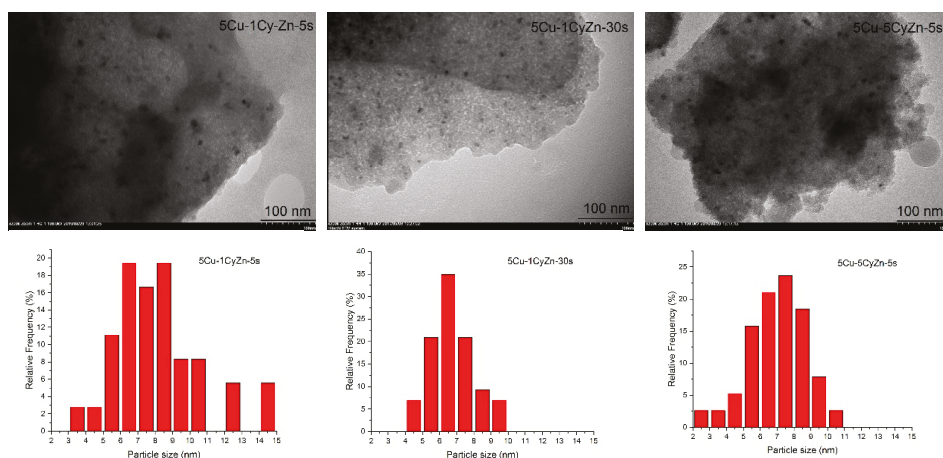 5Cu-1Cy-Zn-5s
5Cu-1CyZn-30s
5Cu-5CyZn-5s
100 nm
100 nm
100 nm
5Cu-1CyZn-5s
Relative Frequency (%)
20
18
16
14
12
10
8
6
4
2
0
2 3 4 5 6 7 8 9 10 11 12 13 14 15
Particle size (nm)
5Cu-1CyZn-30s
Relative Frequency (%)
40
35
30
25
20
15
10
5
0
2 3 4 5 6 7 8 9 10 11 12 13 14 15
Particle size (nm)
5Cu-5CyZn-5s
Relative Frequency (%)
25
20
15
10
5
0
2 3 4 5 6 7 8 9 10 11 12 13 14 15
Particle size (nm)